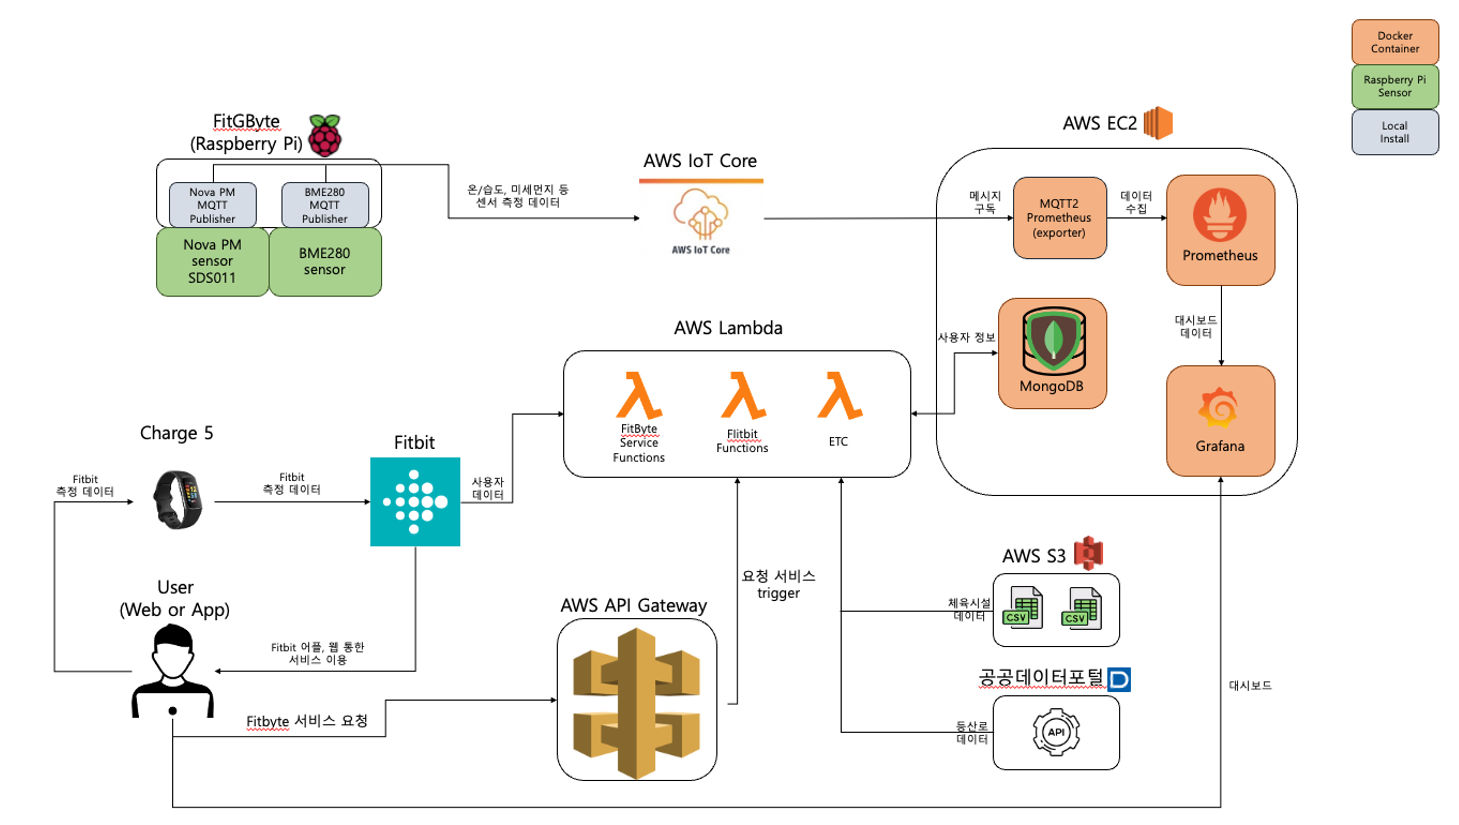 Docker
Container
Raspberry Pi
Sensor
Local
Install
FitGByte
(Raspberry Pi)
Nova PM
MQTT
Publisher
BME280
MQTT
Publisher
Nova PM
sensor
SDS011
BME280
sensor
온/습도, 미세먼지 등
센서 측정 데이터
AWS IoT Core
AWS IoT Core
AWS EC2
메시지
구독
MQTT2
Prometheus
(exporter)
데이터
수집
Prometheus
대시보드
데이터
사용자 정보
MongoDB
Grafana
AWS Lambda
FitByte
Service
Functions
Flitbit
Functions
ETC
Charge 5
Fitbit
측정 데이터
Fitbit
측정 데이터
Fitbit
사용자
데이터
User
(Web or App)
Fitbit 어플, 웹 통한
서비스 이용
Fitbyte 서비스 요청
AWS API Gateway
요청 서비스
trigger
AWS S3
체육시설
데이터
CSV
CSV
공공데이터포털
D
등산로
데이터
API
대시보드